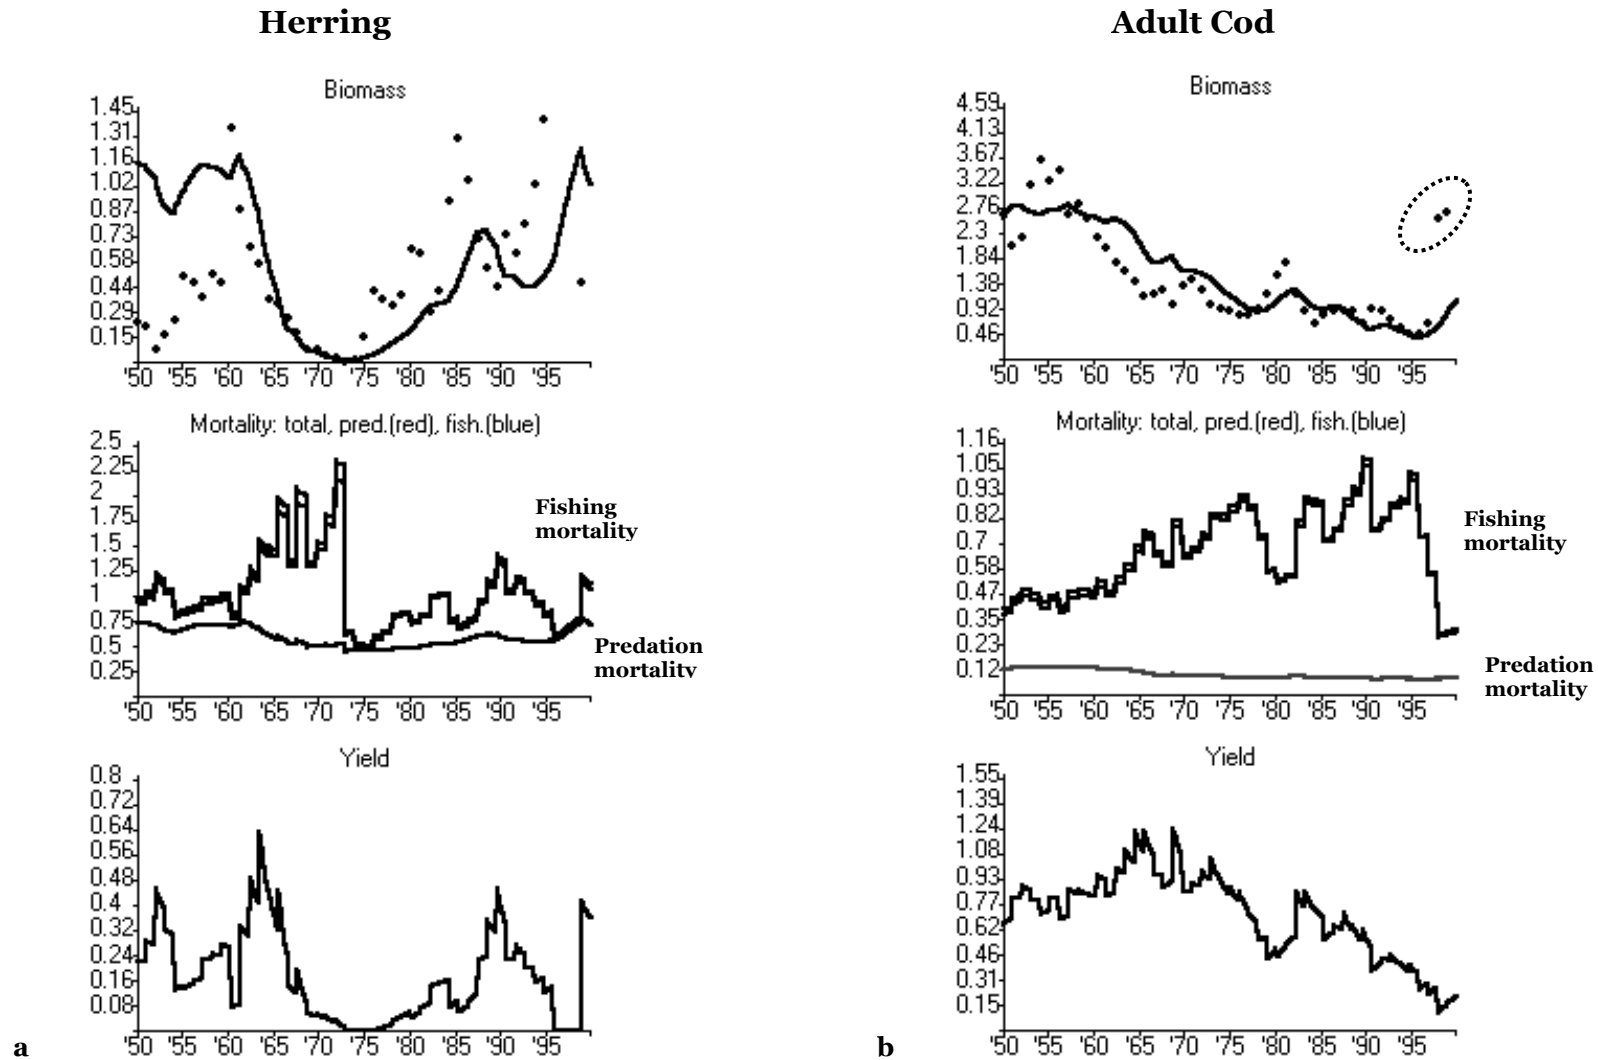 Herring
Adult Cod
Biomass
1.45
1.31
1.16
1.02
0.87
0.73
0.58
0.44
0.29
0.15
'50 '55 '60 '65 '70 '75 '80 '85 '90 '95
Biomass
4.59
4.13
3.67
3.22
2.76
2.3
1.84
1.38
0.92
0.46
'50 '55 '60 '65 '70 '75 '80 '85 '90 '95
Mortality: total, pred.(red), fish.(blue)
2.5
2.25
2
1.75
1.5
1.25
1
0.75
0.5
0.25
Fishing
mortality
Predation
mortality
'50 '55 '60 '65 '70 '75 '80 '85 '90 '95
Mortality: total, pred.(red), fish.(blue)
1.16
1.05
0.93
0.82
0.7
0.58
0.47
0.35
0.23
0.12
Fishing
mortality
Predation
mortality
'50 '55 '60 '65 '70 '75 '80 '85 '90 '95
Yield
0.8
0.72
0.64
0.56
0.48
0.4
0.32
0.24
0.16
0.08
'50 '55 '60 '65 '70 '75 '80 '85 '90 '95
a
Yield
1.55
1.39
1.24
1.08
0.93
0.77
0.62
0.46
0.31
0.15
'50 '55 '60 '65 '70 '75 '80 '85 '90 '95
b